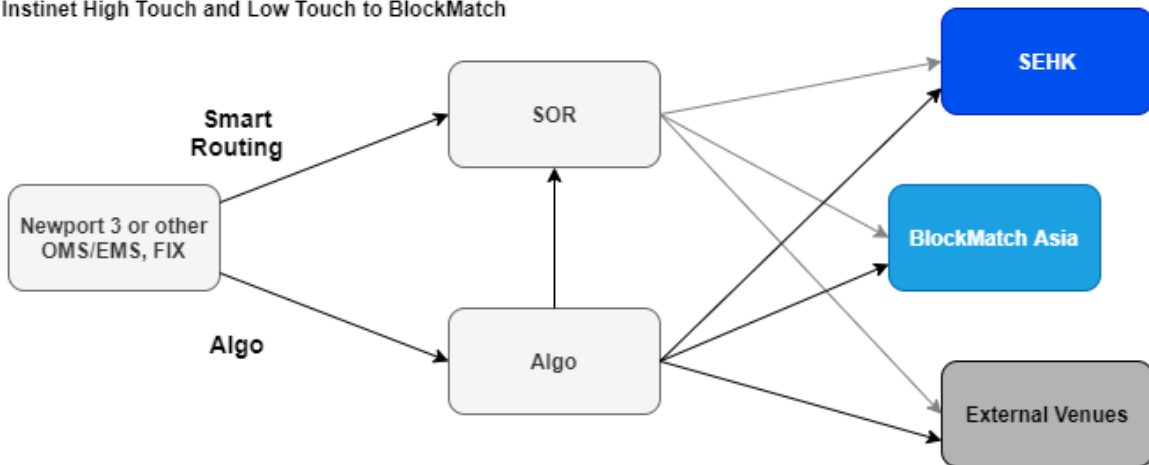 Instinet High Touch and Low Touch to BlockMatch
SEHK
SOR
Smart
Routing
Newport 3 or other
OMS/EMS, FIX
BlockMatch Asia
Algo
Algo
External Venues